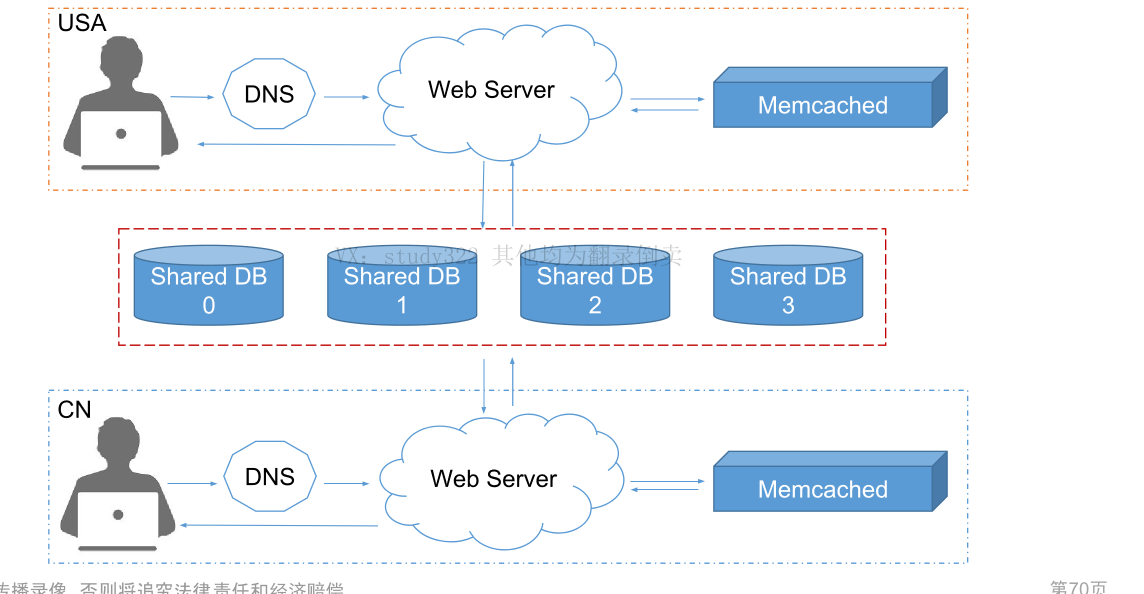 USA
DNS
Web Server
Memcached
VX: study322 其他均为翻录倒卖
Shared DB
0
Shared DB
1
Shared DB
2
Shared DB
3
CN
DNS
Web Server
Memcached
传播录像，否则将追究法律责任和经济赔偿
第70页